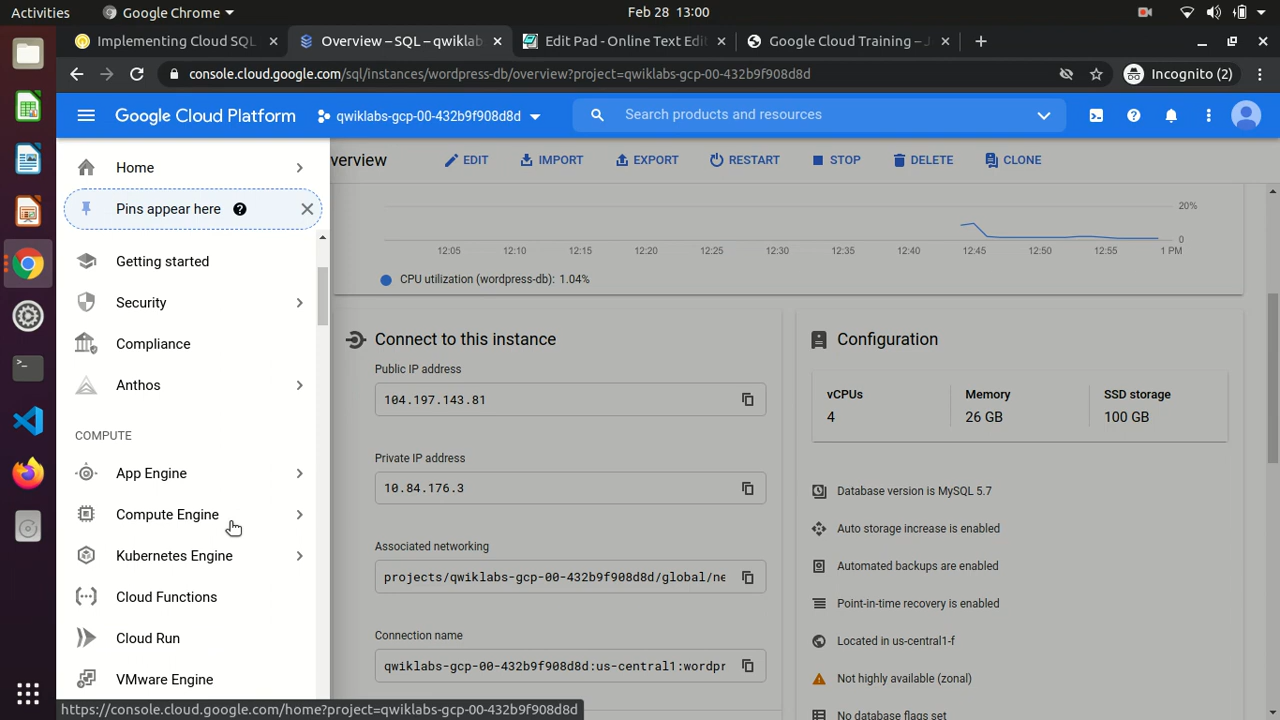 Activities
Google Chrome
Feb 28 13:00
Implementing Cloud SQL
Overview – SQL – qwiklab
Edit Pad - Online Text Edit
Google Cloud Training – J
console.cloud.google.com/sql/instances/wordpress-db/overview?project=qwiklabs-gcp-00-432b9f908d8d
Incognito (2)
Google Cloud Platform
qwiklabs-gcp-00-432b9f908d8d
Search products and resources
Home
verview
EDIT
IMPORT
EXPORT
RESTART
STOP
DELETE
CLONE
Pins appear here
20%
0
12:05
12:10
12:15
12:20
12:25
12:30
12:35
12:40
12:45
12:50
12:55
1 PM
CPU utilization (wordpress-db): 1.04%
Getting started
Security
Compliance
Anthos
COMPUTE
App Engine
Compute Engine
Kubernetes Engine
Cloud Functions
Cloud Run
VMware Engine
Connect to this instance
Public IP address
104.197.143.81
Private IP address
10.84.176.3
Associated networking
projects/qwiklabs-gcp-00-432b9f908d8d/global/ne
Connection name
qwiklabs-gcp-00-432b9f908d8d:us-central1:wordpr
Configuration
vCPUs
4
Memory
26 GB
SSD storage
100 GB
Database version is MySQL 5.7
Auto storage increase is enabled
Automated backups are enabled
Point-in-time recovery is enabled
Located in us-central1-f
Not highly available (zonal)
No database flags set
https://console.cloud.google.com/home?project=qwiklabs-gcp-00-432b9f908d8d